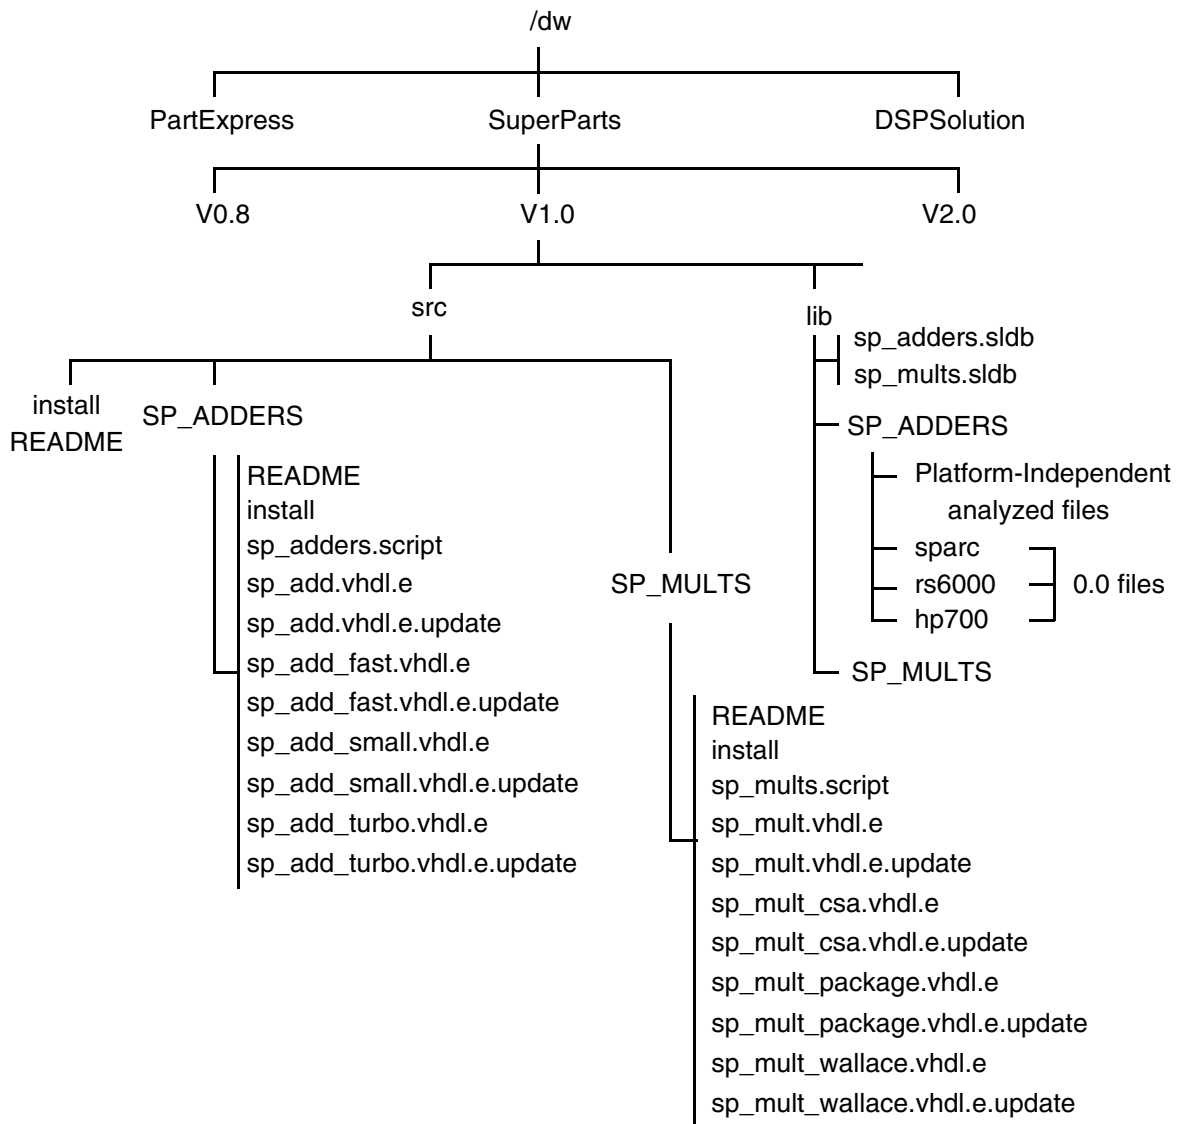 /dw
PartExpress
SuperParts
DSPSolution
V0.8
V1.0
V2.0
src
lib
sp_adders.sldb
sp_mults.sldb
install
README
SP_ADDERS
README
install
sp_adders.script
sp_add.vhdl.e
sp_add.vhdl.e.update
sp_add_fast.vhdl.e
sp_add_fast.vhdl.e.update
sp_add_small.vhdl.e
sp_add_small.vhdl.e.update
sp_add_turbo.vhdl.e
sp_add_turbo.vhdl.e.update
SP_MULTS
README
install
sp_mults.script
sp_mult.vhdl.e
sp_mult.vhdl.e.update
sp_mult_csa.vhdl.e
sp_mult_csa.vhdl.e.update
sp_mult_package.vhdl.e
sp_mult_package.vhdl.e.update
sp_mult_wallace.vhdl.e
sp_mult_wallace.vhdl.e.update
SP_ADDERS
Platform-Independent
analyzed files
sparc
rs6000
hp700
0.0 files
SP_MULTS